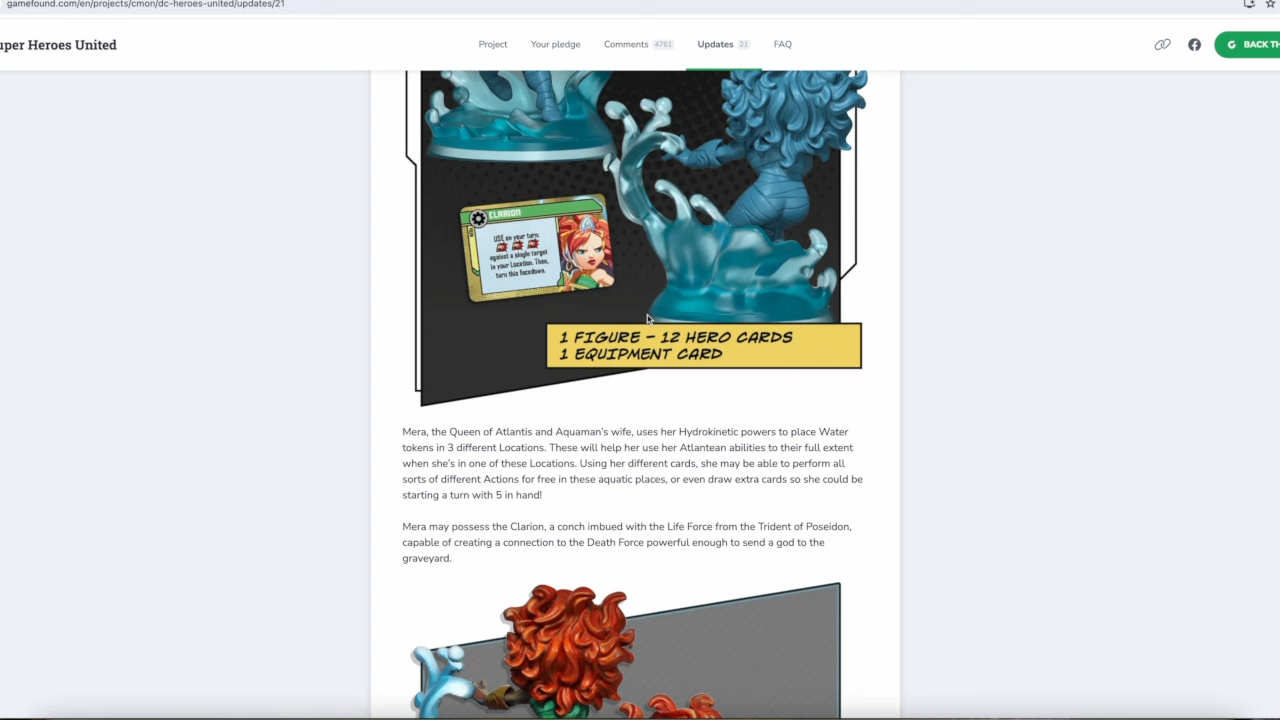 gamefound.com/en/projects/cmon/dc-heroes-united/updates/21
uper Heroes United
Project
Your pledge
Comments 4761
Updates 21
FAQ
BACK TH
CLARION
USE on your turn:
against a single target
in your Location. Then,
turn this facedown.
1 FIGURE – 12 HERO CARDS
1 EQUIPMENT CARD
Mera, the Queen of Atlantis and Aquaman's wife, uses her Hydrokinetic powers to place Water
tokens in 3 different Locations. These will help her use her Atlantean abilities to their full extent
when she's in one of these Locations. Using her different cards, she may be able to perform all
sorts of different Actions for free in these aquatic places, or even draw extra cards so she could be
starting a turn with 5 in hand!
Mera may possess the Clarion, a conch imbued with the Life Force from the Trident of Poseidon,
capable of creating a connection to the Death Force powerful enough to send a god to the
graveyard.